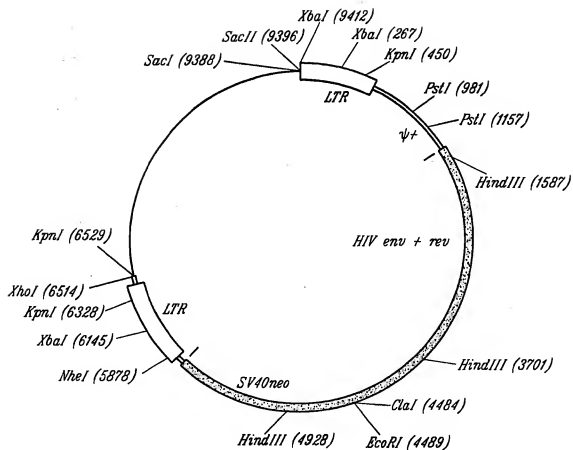 XbaI (9412)
SacII (9396)
XbaI (267)
KpnI (450)
SacI (9388)
LTR
PstI (981)
PstI (1157)
ψ+
HindIII (1587)
KpnI (6529)
HIV env + rev
XhoI (6514)
KpnI (6328)
LTR
XbaI (6145)
HindIII (3701)
NheI (5878)
SV40neo
ClaI (4484)
HindIII (4928)
EcoRI (4489)